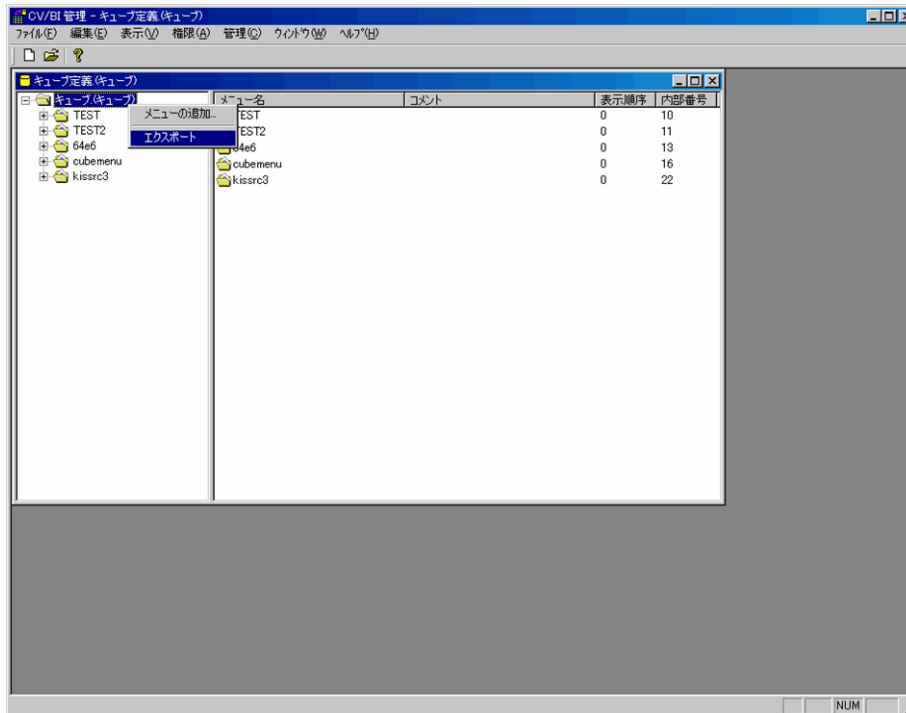 CV/BI 管理 - キューブ定義(キューブ)
ファイル(F) 編集(E) 表示(V) 権限(A) 管理(C) ウィンドウ(W) ヘルプ(H)
キューブ定義(キューブ)
キューブ(キューブ)
TEST
TEST2
64e6
cubemenu
kissrc3
メニューの追加...
エクスポート
メニュー名 コメント 表示順序 内部番号
TEST 0 10
TEST2 0 11
64e6 0 13
cubemenu 0 16
kissrc3 0 22
NUM